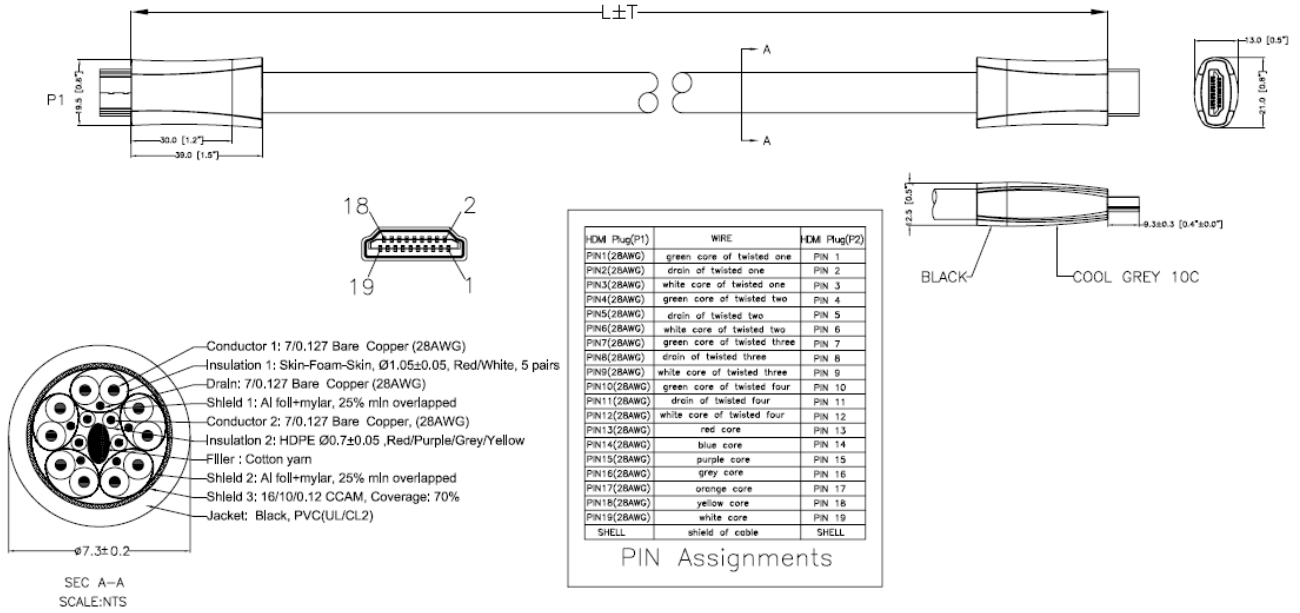 L±T
13.0 [0.5"]
A
P1
19.5 [0.8"]
21.0 [0.8"]
30.0 [1.2"]
A
39.0 [1.5"]
12.5 [0.5"]
9.3±0.3 [0.4"±0.0"]
BLACK
COOL GREY 10C
18
2
19
1
HDMI Plug(P1) WIRE HDMI Plug(P2)
PIN1(28AWG) green core of twisted one PIN 1
PIN2(28AWG) drain of twisted one PIN 2
PIN3(28AWG) white core of twisted one PIN 3
PIN4(28AWG) green core of twisted two PIN 4
PIN5(28AWG) drain of twisted two PIN 5
PIN6(28AWG) white core of twisted two PIN 6
PIN7(28AWG) green core of twisted three PIN 7
PIN8(28AWG) drain of twisted three PIN 8
PIN9(28AWG) white core of twisted three PIN 9
PIN10(28AWG) green core of twisted four PIN 10
PIN11(28AWG) drain of twisted four PIN 11
PIN12(28AWG) white core of twisted four PIN 12
PIN13(28AWG) red core PIN 13
PIN14(28AWG) blue core PIN 14
PIN15(28AWG) purple core PIN 15
PIN16(28AWG) grey core PIN 16
PIN17(28AWG) orange core PIN 17
PIN18(28AWG) yellow core PIN 18
PIN19(28AWG) white core PIN 19
SHELL shield of cable SHELL
PIN Assignments
Conductor 1: 7/0.127 Bare Copper (28AWG)
Insulation 1: Skin-Foam-Skin, Ø1.05±0.05, Red/White, 5 pairs
Drain: 7/0.127 Bare Copper (28AWG)
Shield 1: Al foil+mylar, 25% min overlapped
Conductor 2: 7/0.127 Bare Copper, (28AWG)
Insulation 2: HDPE Ø0.7±0.05 ,Red/Purple/Grey/Yellow
Filler : Cotton yarn
Shield 2: Al foil+mylar, 25% min overlapped
Shield 3: 16/10/0.12 CCAM, Coverage: 70%
Jacket: Black, PVC(UL/CL2)
ø7.3±0.2
SEC A-A
SCALE:NTS